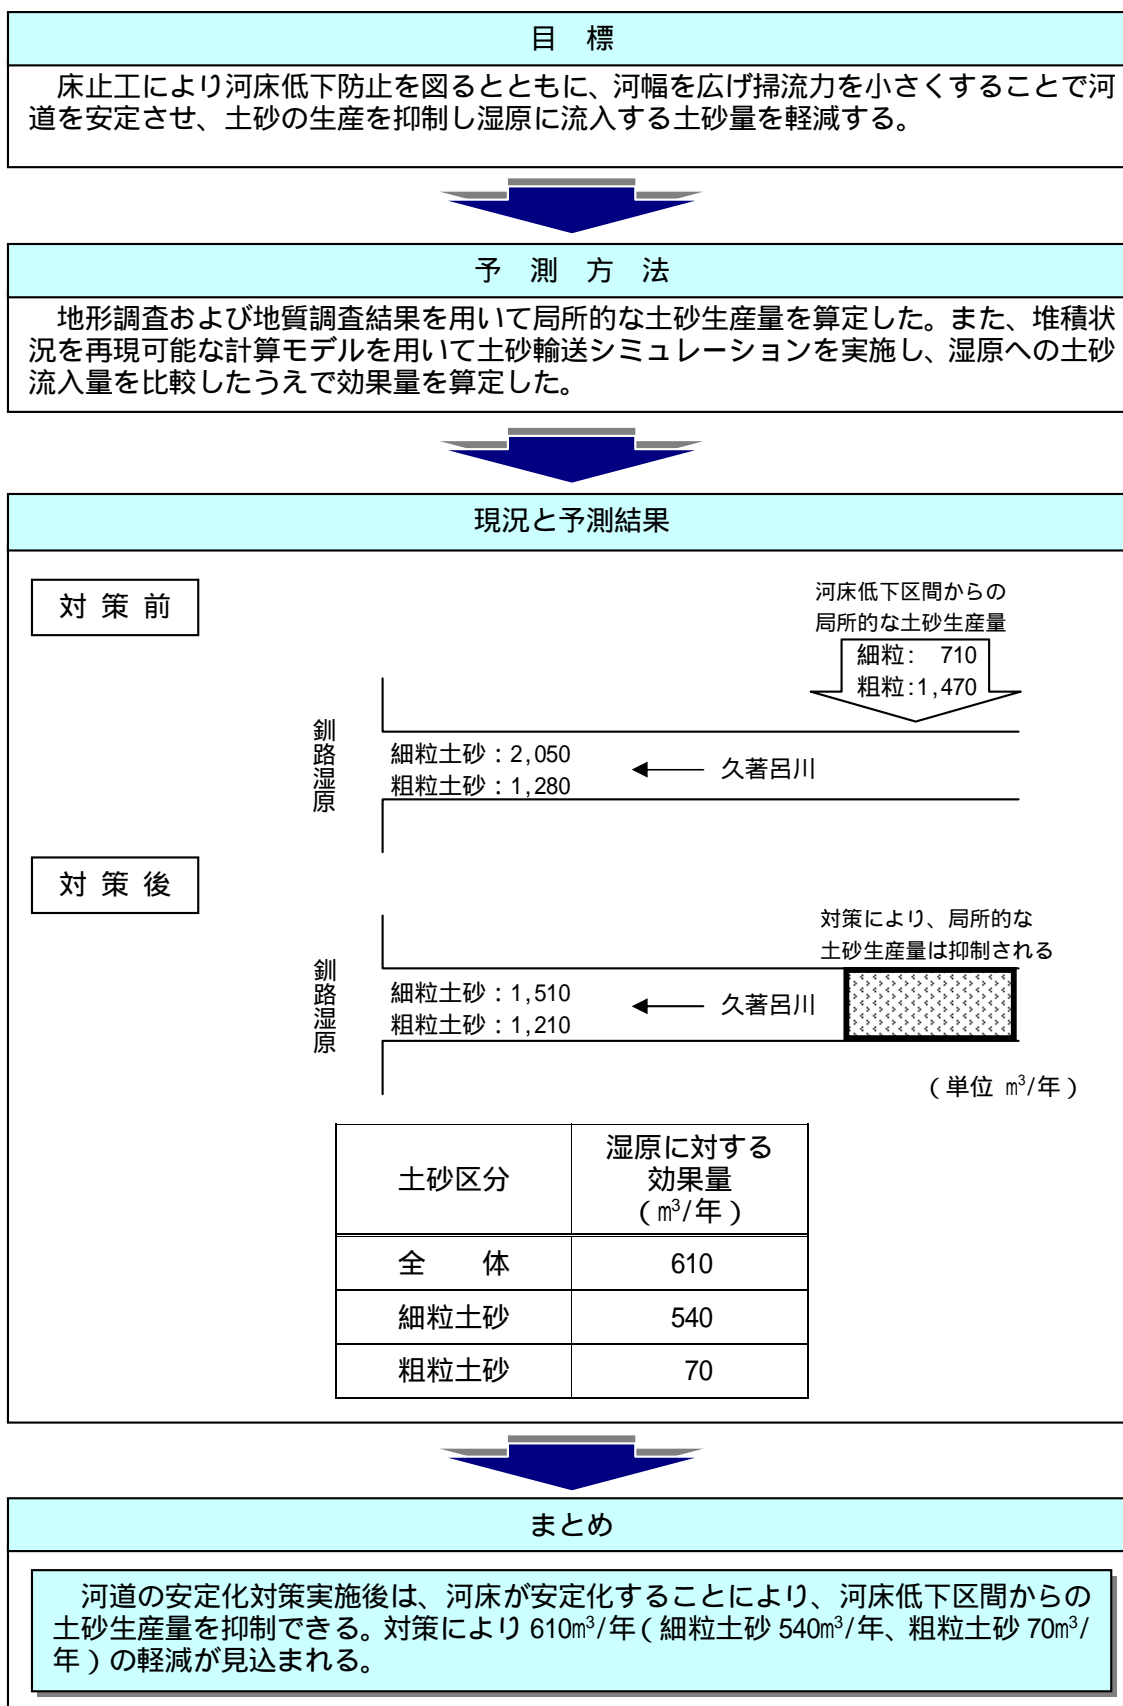 目 標
床止工により河床低下防止を図るとともに、河幅を広げ掃流力を小さくすることで河
道を安定させ、土砂の生産を抑制し湿原に流入する土砂量を軽減する。
予 測 方 法
地形調査および地質調査結果を用いて局所的な土砂生産量を算定した。また、堆積状
況を再現可能な計算モデルを用いて土砂輸送シミュレーションを実施し、湿原への土砂
流入量を比較したうえで効果量を算定した。
現況と予測結果
対 策 前
河床低下区間からの
局所的な土砂生産量
細粒: 710
粗粒:1,470
釧路湿原
細粒土砂:2,050
粗粒土砂:1,280
久著呂川
対 策 後
対策により、局所的な
土砂生産量は抑制される
釧路湿原
細粒土砂:1,510
粗粒土砂:1,210
久著呂川
(単位 m³/年)
土砂区分
湿原に対する
効果量
(m³/年)
全 体 610
細粒土砂 540
粗粒土砂 70
まとめ
河道の安定化対策実施後は、河床が安定化することにより、河床低下区間からの
土砂生産量を抑制できる。対策により 610m³/年(細粒土砂 540m³/年、粗粒土砂 70m³/
年)の軽減が見込まれる。